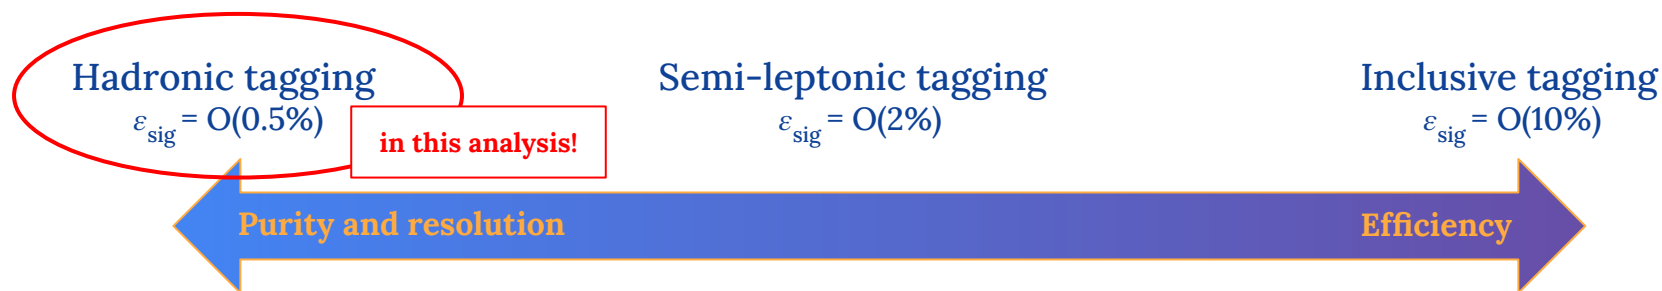 Hadronic tagging
εsig = O(0.5%)
in this analysis!
Semi-leptonic tagging
εsig = O(2%)
Inclusive tagging
εsig = O(10%)
Purity and resolution
Efficiency